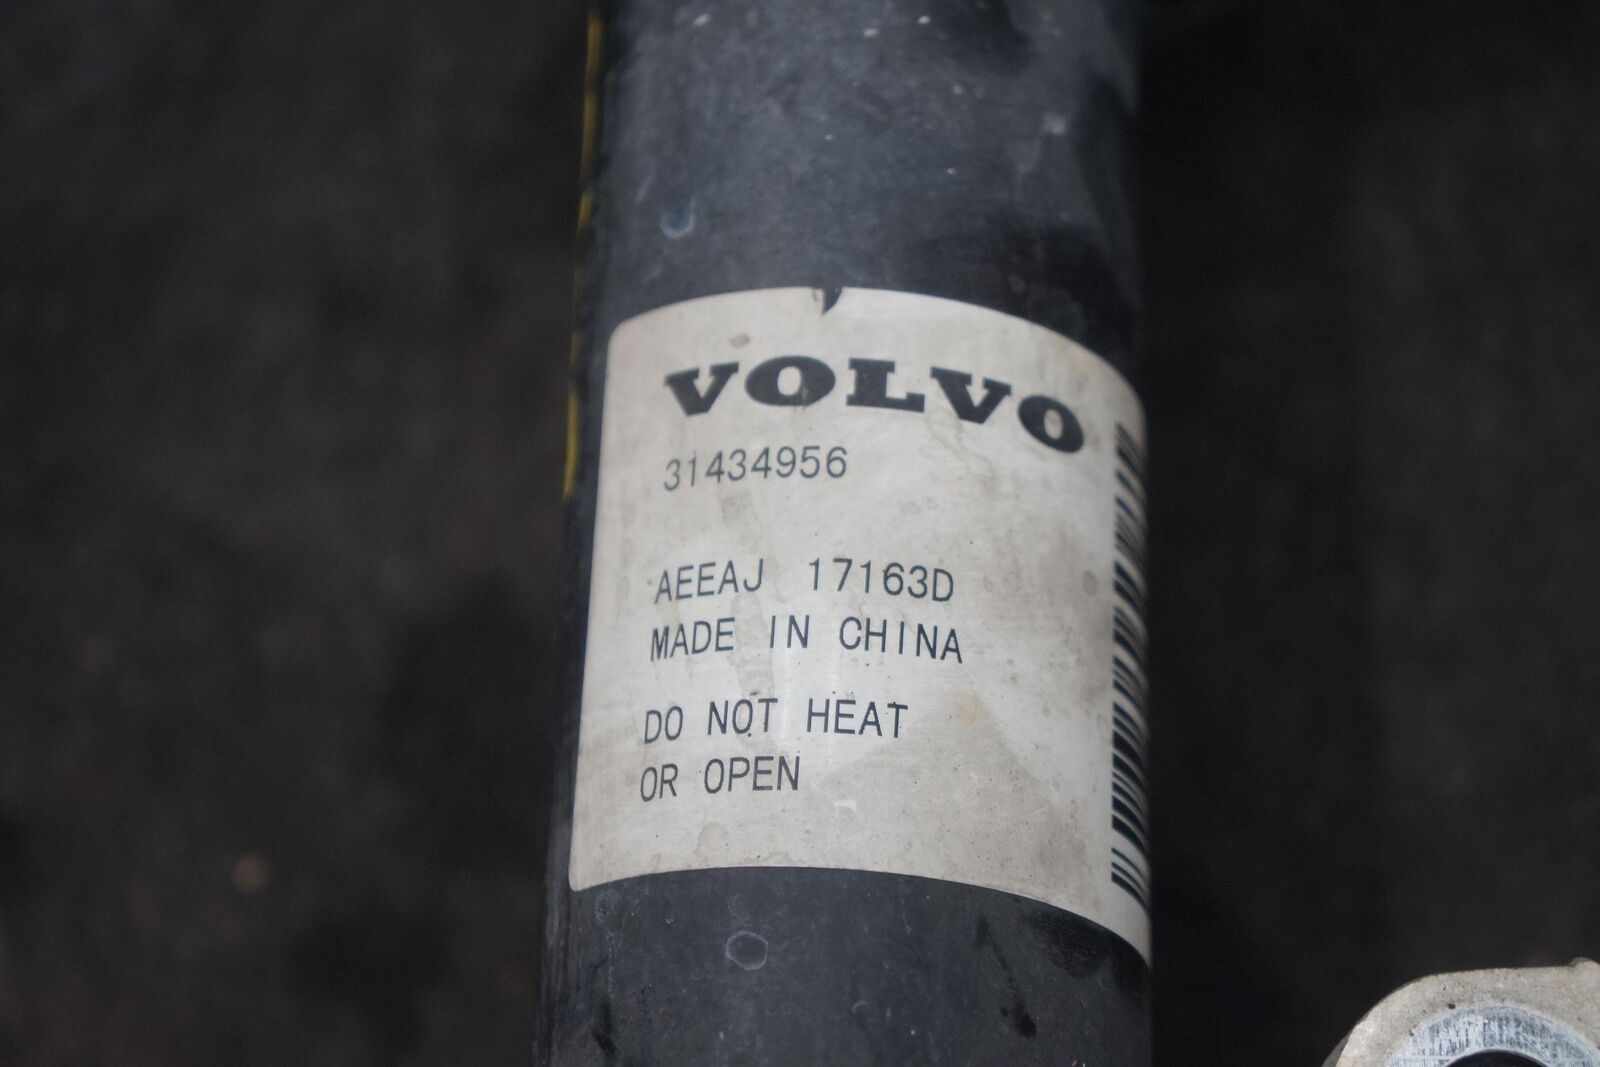 VOLVO
31434956
AEEAJ 17163D
MADE IN CHINA
DO NOT HEAT
OR OPEN